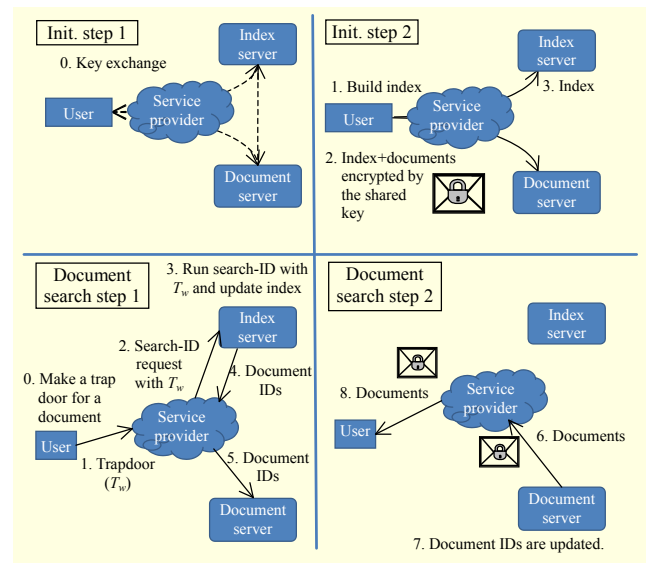 Init. step 1
Index
server
0. Key exchange
User
Service
provider
Document
server
Init. step 2
Index
server
1. Build index
3. Index
User
Service
provider
2. Index+documents
encrypted by
the shared
key
Document
server
Document
search step 1
3. Run search-ID with
Tw and update index
Index
server
2. Search-ID
request
with Tw
4. Document
IDs
0. Make a trap
door for a
document
Service
provider
User
1. Trapdoor
(Tw)
5. Document
IDs
Document
server
Document
search step 2
Index
server
8. Documents
Service
provider
User
6. Documents
Document
server
7. Document IDs are updated.